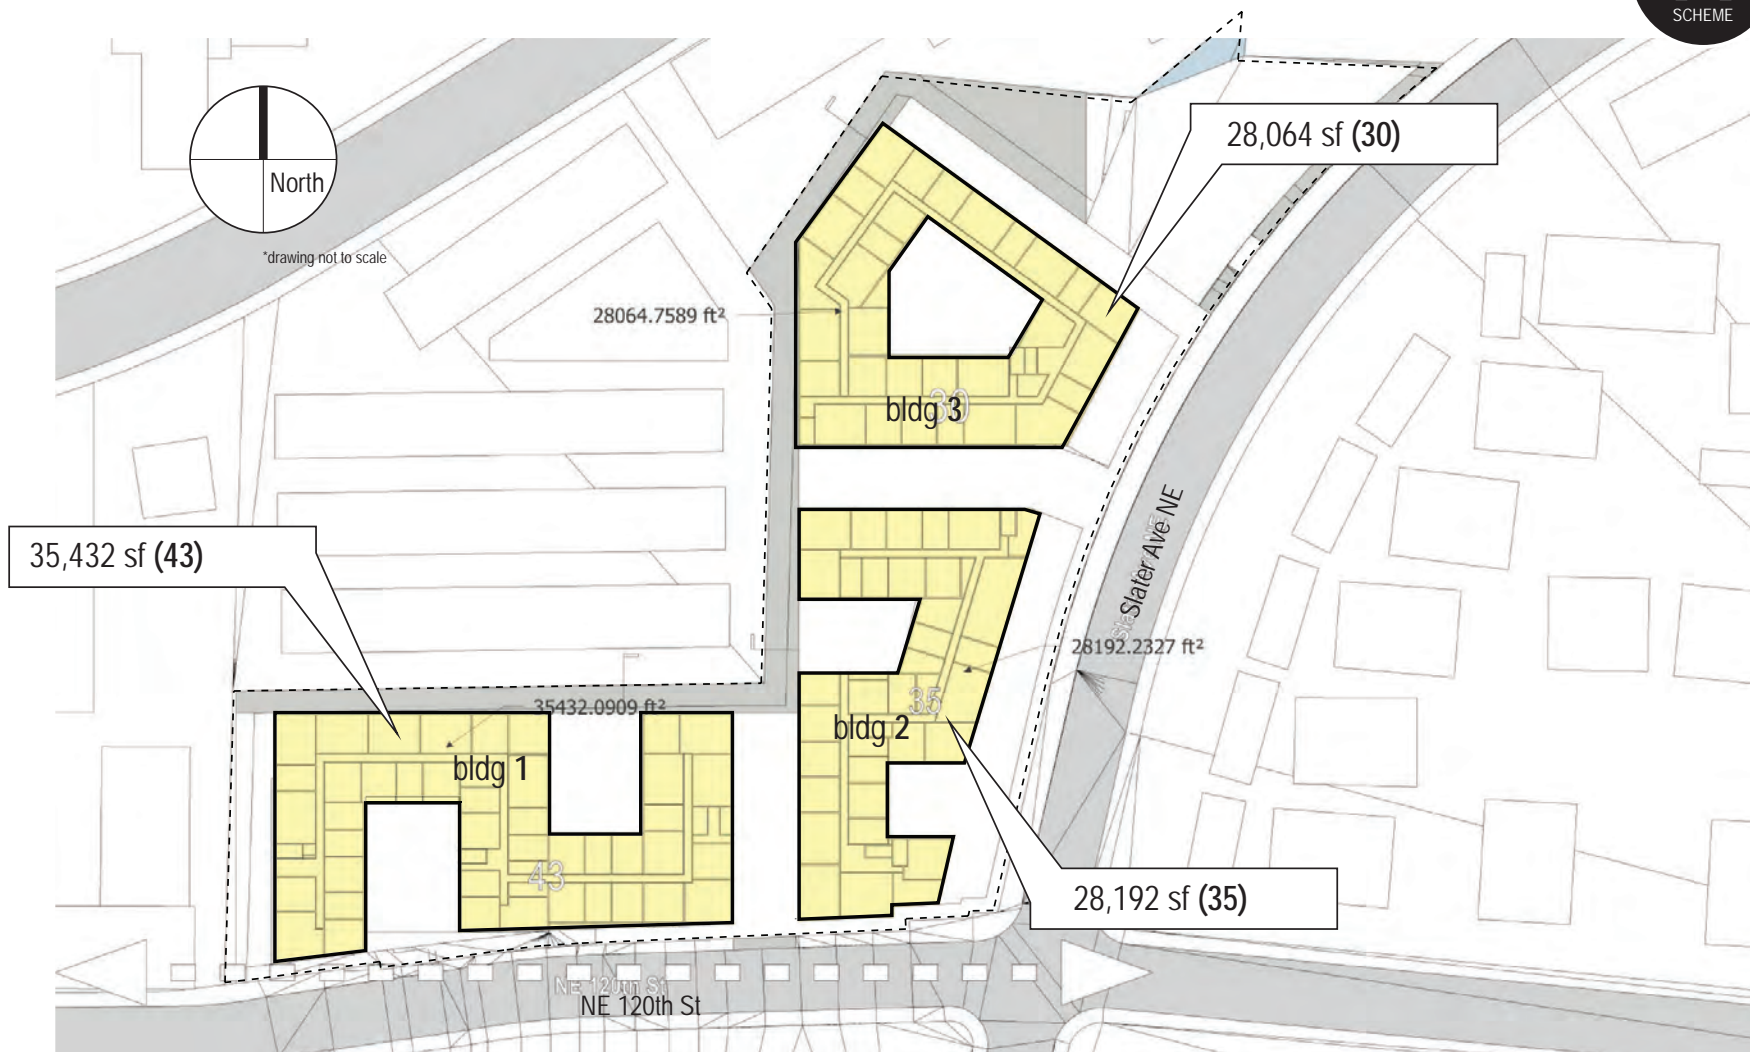 SCHEME
28,064 sf (30)
North
*drawing not to scale
28064.7589 ft²
30
bldg 3
Slater Ave NE
35,432 sf (43)
28192.2327 ft²
35432.0909 ft²
35
bldg 2
bldg 1
43
28,192 sf (35)
NE 120th St
NE 120th St